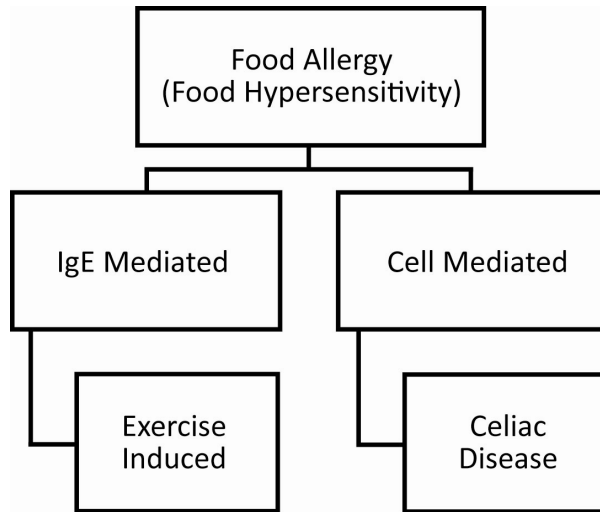 Food Allergy
(Food Hypersensitivity)
IgE Mediated
Cell Mediated
Exercise
Induced
Celiac
Disease